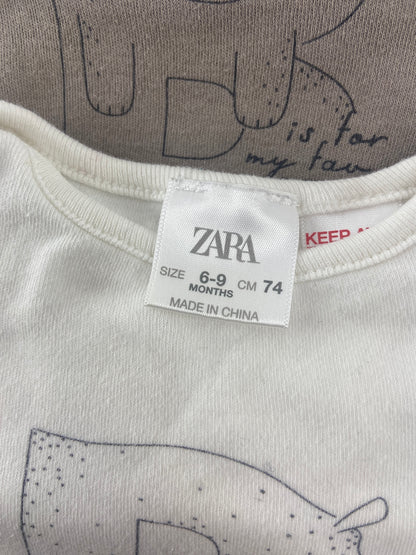 is for
my fav
ZARA
SIZE 6-9 CM 74
MONTHS
MADE IN CHINA
KEEP